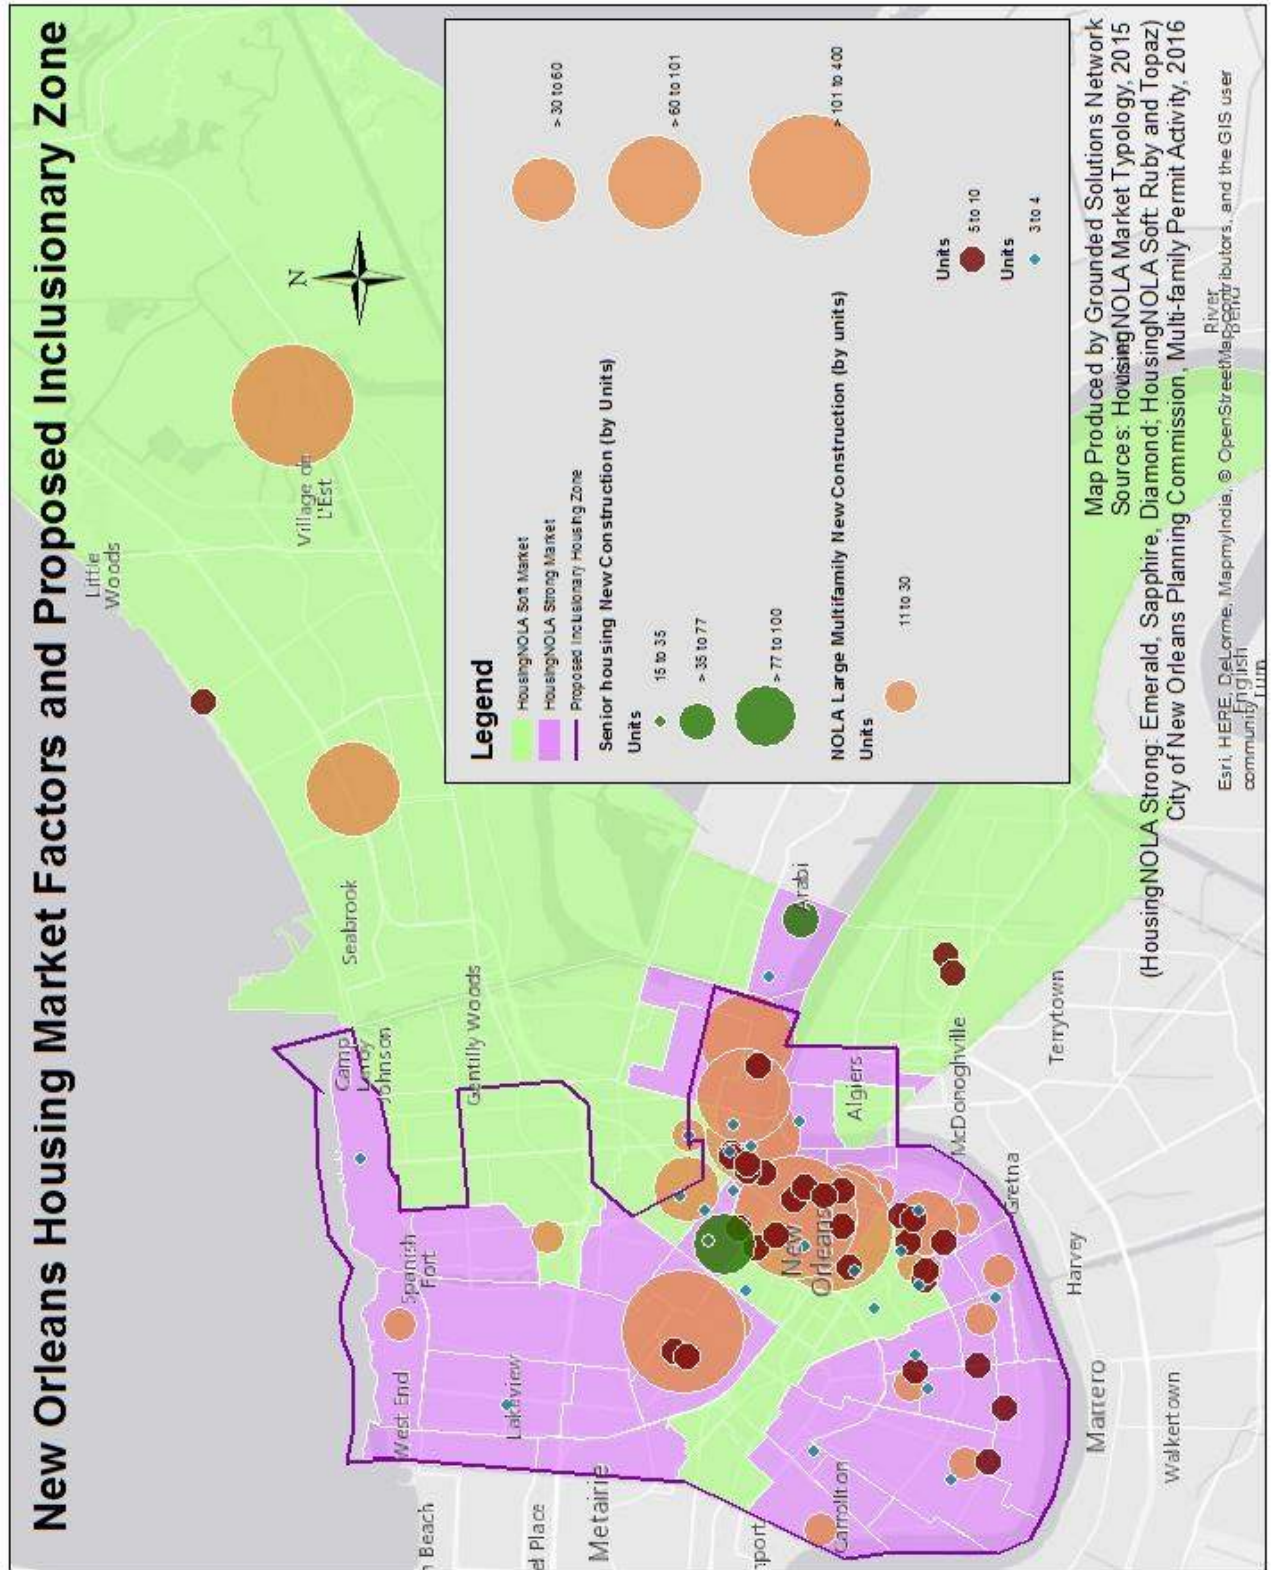 New Orleans Housing Market Factors and Proposed Inclusionary Zone
Little
Woods
Village de
L'Est
N
Seabrook
Camp
Leroy
Johnson
Gentilly Woods
Spanish
Fort
West End
Lakeview
Beach
el Place
Metairie
Carrollton
New
Orleans
Arabi
Algiers
McDonoghville
Terrytown
Gretna
Harvey
Marrero
Walkertown
River
Bend
English
Turn
Legend
HousingNOLA Soft Market
HousingNOLA Strong Market
Proposed Inclusionary Housing Zone
Senior housing New Construction (by Units)
Units
15 to 35
> 35 to 77
> 77 to 100
NOLA Large Multifamily New Construction (by units)
Units
11 to 30
> 30 to 60
> 60 to 101
> 101 to 400
Units
5 to 10
Units
3 to 4
Map Produced by Grounded Solutions Network
Sources: HousingNOLA Market Typology, 2015
(HousingNOLA Strong: Emerald, Sapphire, Diamond; HousingNOLA Soft: Ruby and Topaz)
City of New Orleans Planning Commission, Multi-family Permit Activity, 2016
Esri, HERE, DeLorme, MapmyIndia, © OpenStreetMap contributors, and the GIS user
community